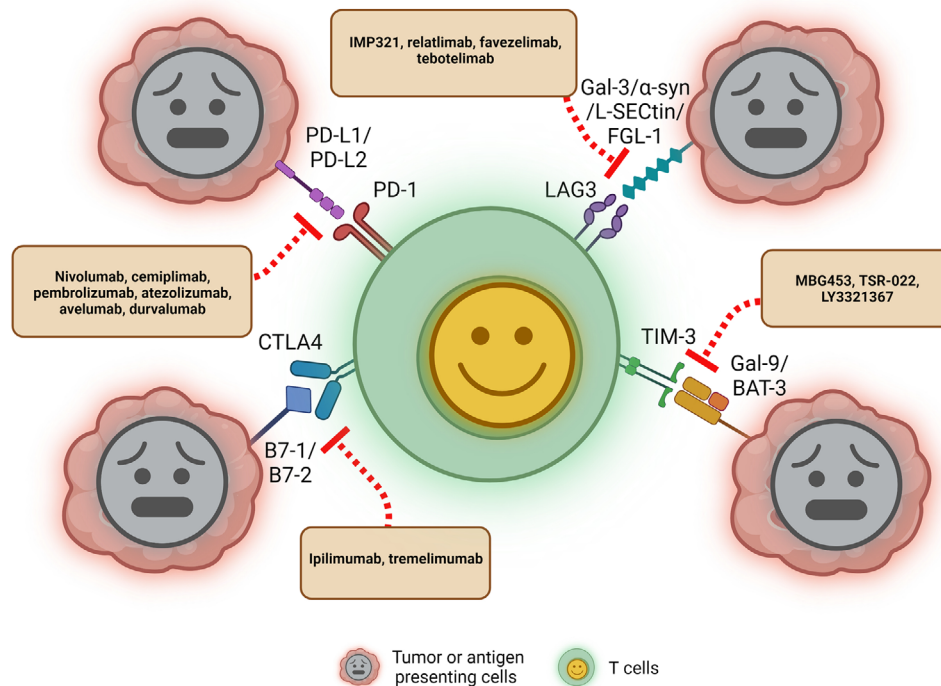 IMP321, relatlimab, favezelimab,
tebotelimab
Gal-3/α-syn
/L-SECtin/
FGL-1
PD-L1/
PD-L2
PD-1
LAG3
Nivolumab, cemiplimab,
pembrolizumab, atezolizumab,
avelumab, durvalumab
MBG453, TSR-022,
LY3321367
CTLA4
TIM-3
Gal-9/
BAT-3
B7-1/
B7-2
Ipilimumab, tremelimumab
Tumor or antigen
presenting cells
T cells